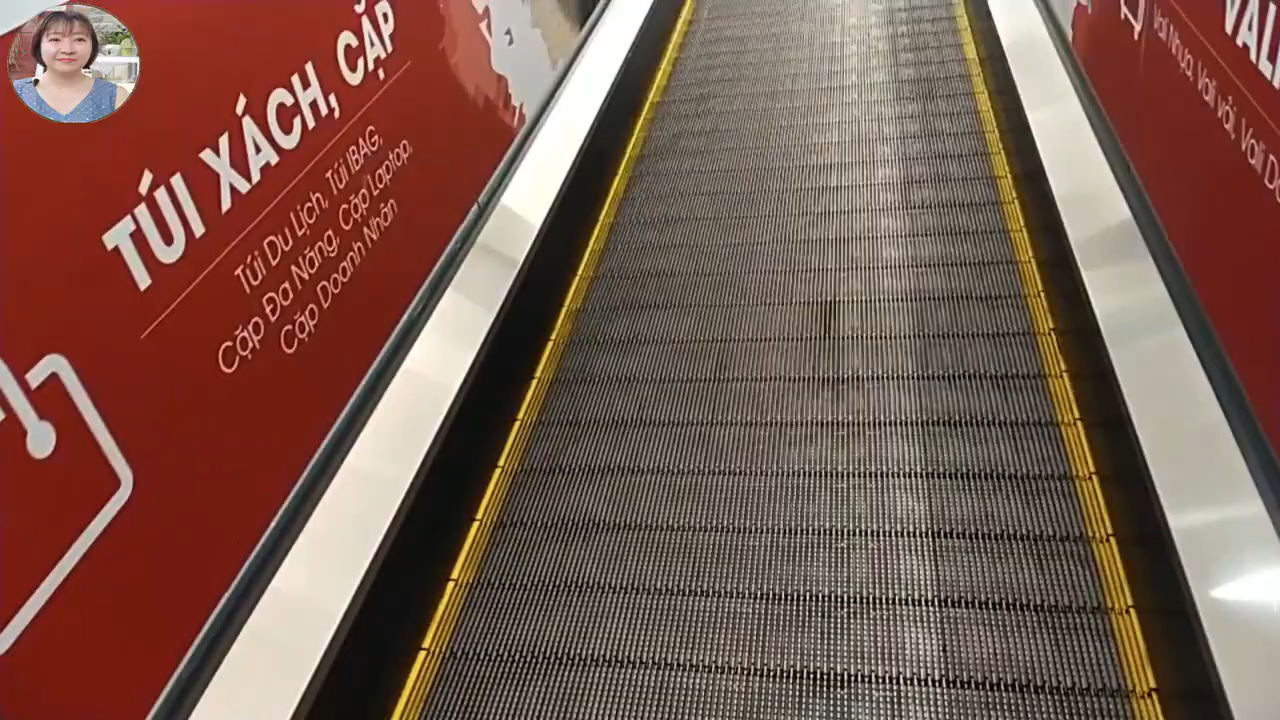 TÚI XÁCH, CẶP
Túi Du Lịch, Túi IBAG,
Cặp Đa Năng, Cặp Laptop,
Cặp Doanh Nhân
Vali Nhựa, Vali vải, Vali